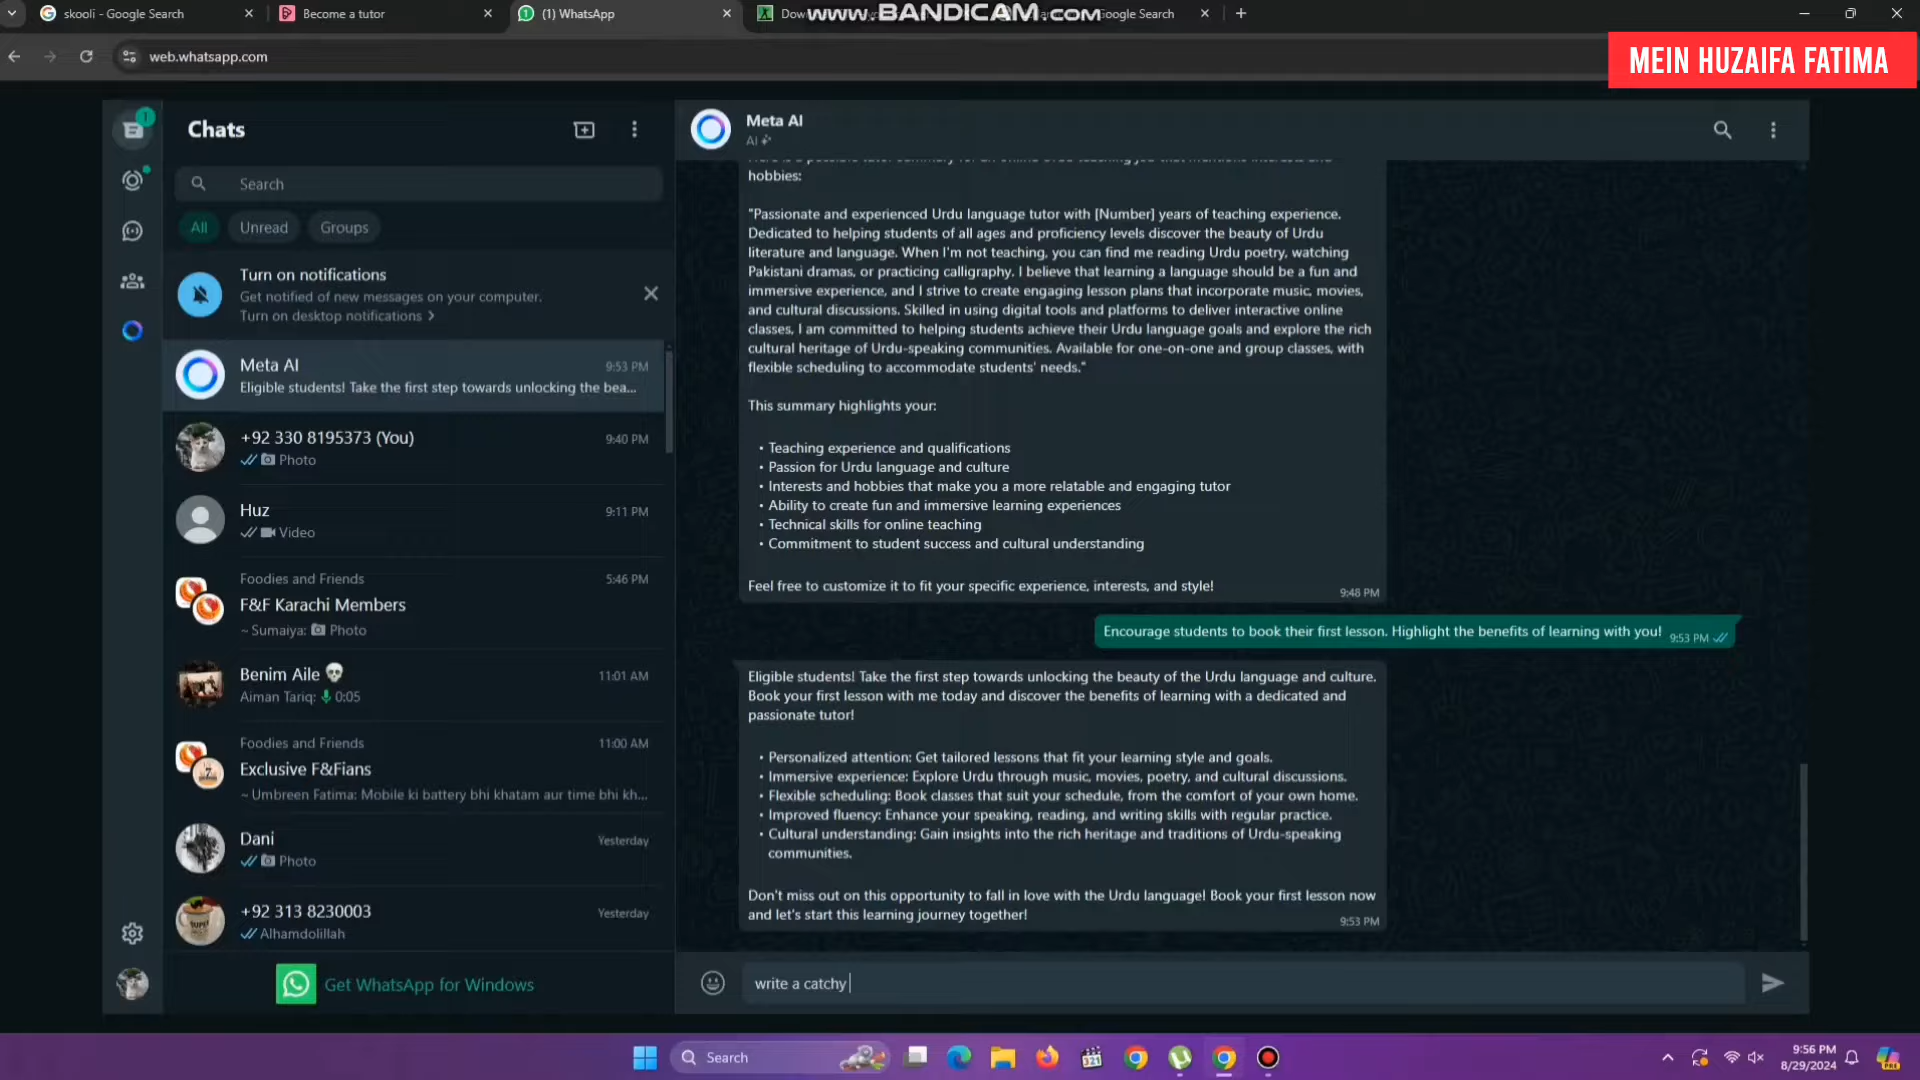 skooli - Google Search
Become a tutor
(1) WhatsApp
www.BANDICAM.com
Google Search
web.whatsapp.com
MEIN HUZAIFA FATIMA
1
Chats
Search
All
Unread
Groups
Turn on notifications
Get notified of new messages on your computer.
Turn on desktop notifications >
Meta AI
9:53 PM
Eligible students! Take the first step towards unlocking the bea...
+92 330 8195373 (You)
9:40 PM
Photo
Huz
9:11 PM
Video
Foodies and Friends
5:46 PM
F&F Karachi Members
~ Sumaiya: Photo
Benim Aile 💀
11:01 AM
Aiman Tariq: 0:05
Foodies and Friends
11:00 AM
Exclusive F&Fians
~ Umbreen Fatima: Mobile ki battery bhi khatam aur time bhi kh...
Dani
Yesterday
Photo
+92 313 8230003
Yesterday
Alhamdolillah
Get WhatsApp for Windows
Meta AI
AI
hobbies:
"Passionate and experienced Urdu language tutor with [Number] years of teaching experience.
Dedicated to helping students of all ages and proficiency levels discover the beauty of Urdu
literature and language. When I'm not teaching, you can find me reading Urdu poetry, watching
Pakistani dramas, or practicing calligraphy. I believe that learning a language should be a fun and
immersive experience, and I strive to create engaging lesson plans that incorporate music, movies,
and cultural discussions. Skilled in using digital tools and platforms to deliver interactive online
classes, I am committed to helping students achieve their Urdu language goals and explore the rich
cultural heritage of Urdu-speaking communities. Available for one-on-one and group classes, with
flexible scheduling to accommodate students' needs."
This summary highlights your:
• Teaching experience and qualifications
• Passion for Urdu language and culture
• Interests and hobbies that make you a more relatable and engaging tutor
• Ability to create fun and immersive learning experiences
• Technical skills for online teaching
• Commitment to student success and cultural understanding
Feel free to customize it to fit your specific experience, interests, and style!
9:48 PM
Encourage students to book their first lesson. Highlight the benefits of learning with you!
9:53 PM
Eligible students! Take the first step towards unlocking the beauty of the Urdu language and culture.
Book your first lesson with me today and discover the benefits of learning with a dedicated and
passionate tutor!
• Personalized attention: Get tailored lessons that fit your learning style and goals.
• Immersive experience: Explore Urdu through music, movies, poetry, and cultural discussions.
• Flexible scheduling: Book classes that suit your schedule, from the comfort of your own home.
• Improved fluency: Enhance your speaking, reading, and writing skills with regular practice.
• Cultural understanding: Gain insights into the rich heritage and traditions of Urdu-speaking
communities.
Don't miss out on this opportunity to fall in love with the Urdu language! Book your first lesson now
and let's start this learning journey together!
9:53 PM
write a catchy
Search
9:56 PM
8/29/2024